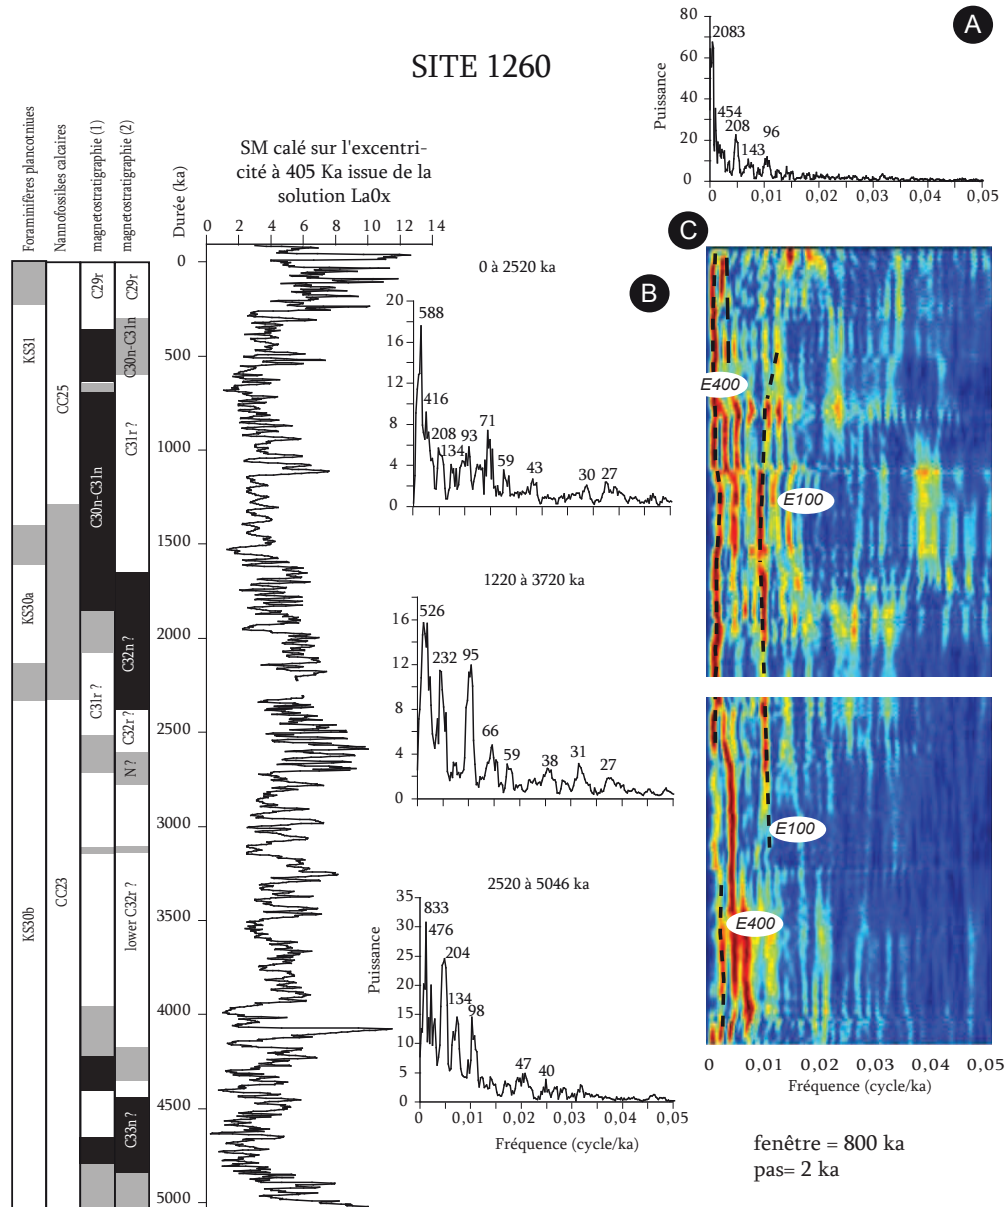 SITE 1260
A
80
60
40
20
0
Puissance
2083
454
208
143
96
0
0,01
0,02
0,03
0,04
0,05
Foraminifères plancotniues
Nannofossilses calcaires
magnetostratigraphie (1)
magnetostratigraphie (2)
Durée (ka)
SM calé sur l'excentri-
cité à 405 Ka issue de la
solution La0x
0 2 4 6 8 10 12 14
0
500
1000
1500
2000
2500
3000
3500
4000
4500
5000
KS31
KS30a
KS30b
CC25
CC23
C29r
C30n-C31n
C31r ?
C29r
C30n-C31n
C31r ?
C32n ?
C32r ?
N ?
lower C32r ?
C33n ?
B
0 à 2520 ka
20
16
12
8
4
0
588
416
208
134
93
71
59
43
30
27
1220 à 3720 ka
16
12
8
4
0
526
232
95
66
59
38
31
27
2520 à 5046 ka
Puissance
35
30
25
20
15
10
5
0
833
476
204
134
98
47
40
0
0,01
0,02
0,03
0,04
0,05
Fréquence (cycle/ka)
C
E400
E100
E100
E400
0
0,01
0,02
0,03
0,04
0,05
Fréquence (cycle/ka)
fenêtre = 800 ka
pas= 2 ka